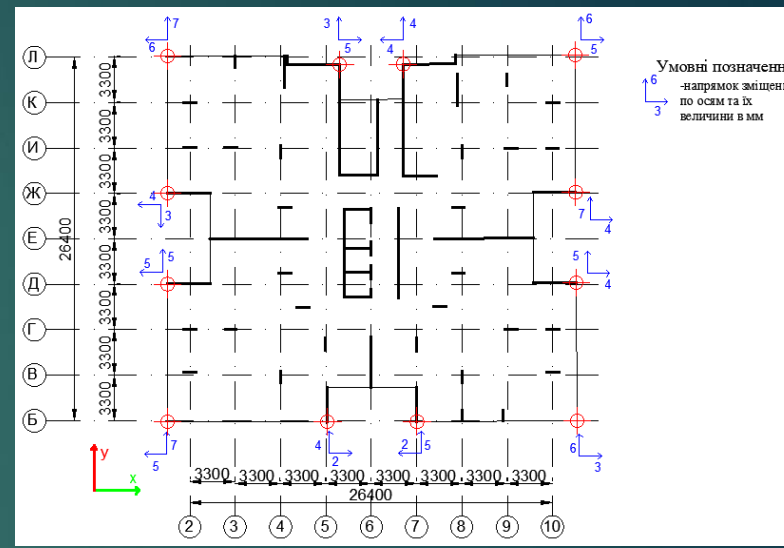 7
6
3
5
4
4
6
5
Умовні позначенн
6
3
-напрямок зміщен
по осям та їх
величини в мм
Л
К
И
Ж
Е
Д
Г
В
Б
3300
3300
3300
3300
3300
3300
3300
3300
26400
4
3
5
5
7
4
5
4
7
5
4
2
2
5
6
3
y
x
3300 3300 3300 3300 3300 3300 3300 3300
26400
2 3 4 5 6 7 8 9 10